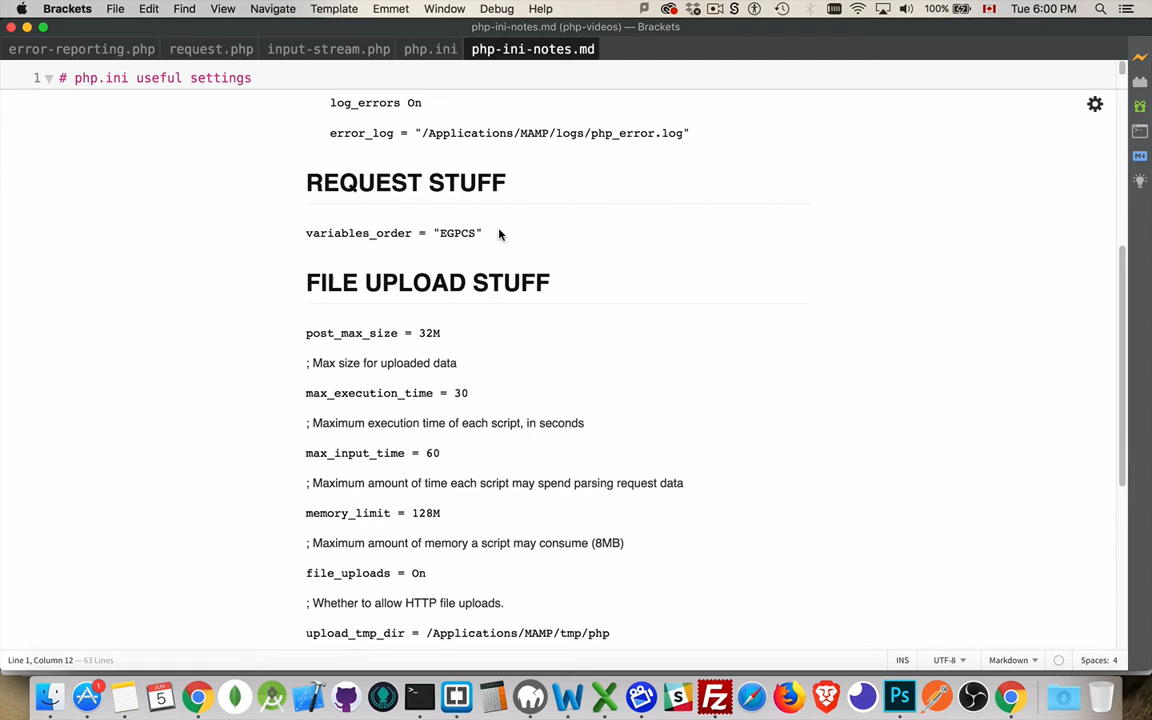 Brackets File Edit Find View Navigate Template Emmet Window Debug Help 100% Tue 6:00 PM
php-ini-notes.md (php-videos) — Brackets
error-reporting.php request.php input-stream.php php.ini php-ini-notes.md
1 # php.ini useful settings
log_errors On
error_log = "/Applications/MAMP/logs/php_error.log"
REQUEST STUFF
variables_order = "EGPCS"
FILE UPLOAD STUFF
post_max_size = 32M
; Max size for uploaded data
max_execution_time = 30
; Maximum execution time of each script, in seconds
max_input_time = 60
; Maximum amount of time each script may spend parsing request data
memory_limit = 128M
; Maximum amount of memory a script may consume (8MB)
file_uploads = On
; Whether to allow HTTP file uploads.
upload_tmp_dir = /Applications/MAMP/tmp/php
Line 1, Column 12 — 63 Lines INS UTF-8 Markdown Spaces: 4